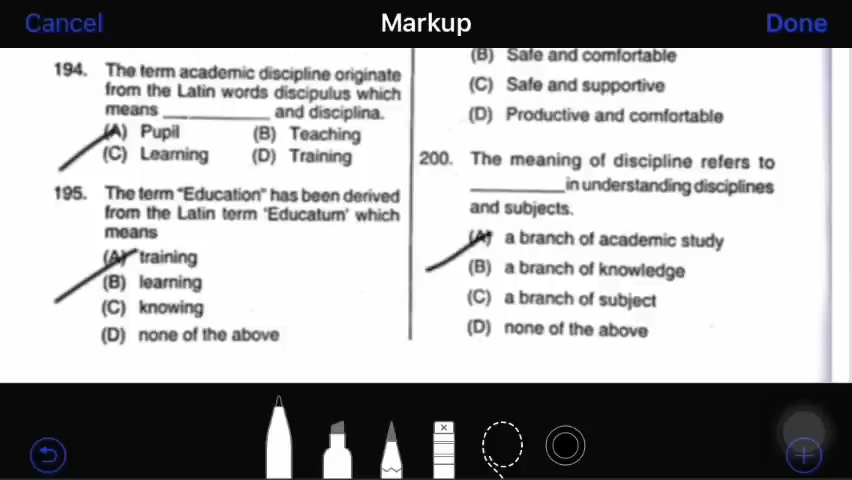 Cancel
Markup
Done
194. The term academic discipline originate
from the Latin words discipulus which
means __________ and disciplina.
(A) Pupil (B) Teaching
(C) Learning (D) Training
195. The term "Education" has been derived
from the Latin term 'Educatum' which
means
(A) training
(B) learning
(C) knowing
(D) none of the above
(B) Safe and comfortable
(C) Safe and supportive
(D) Productive and comfortable
200. The meaning of discipline refers to
__________ in understanding disciplines
and subjects.
(A) a branch of academic study
(B) a branch of knowledge
(C) a branch of subject
(D) none of the above